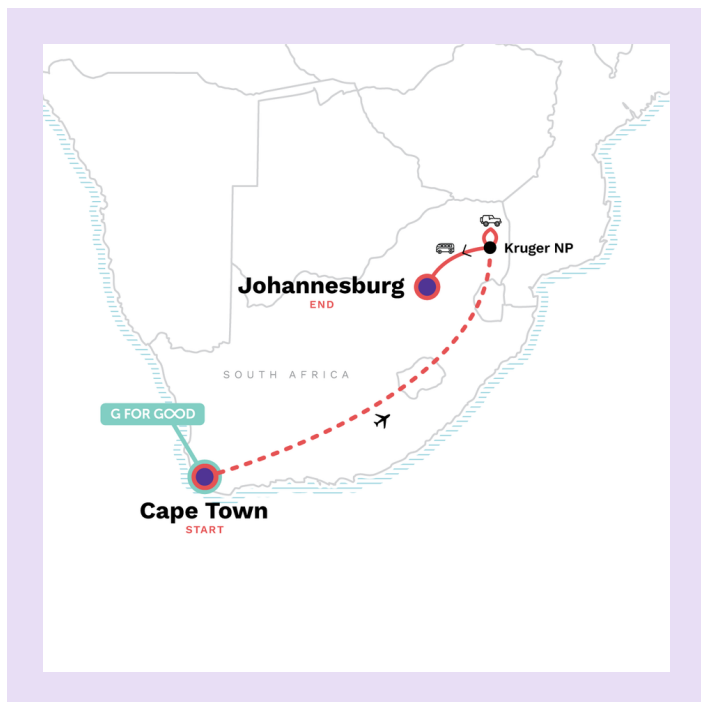 Kruger NP
Johannesburg
END
SOUTH AFRICA
G FOR GOOD
Cape Town
START